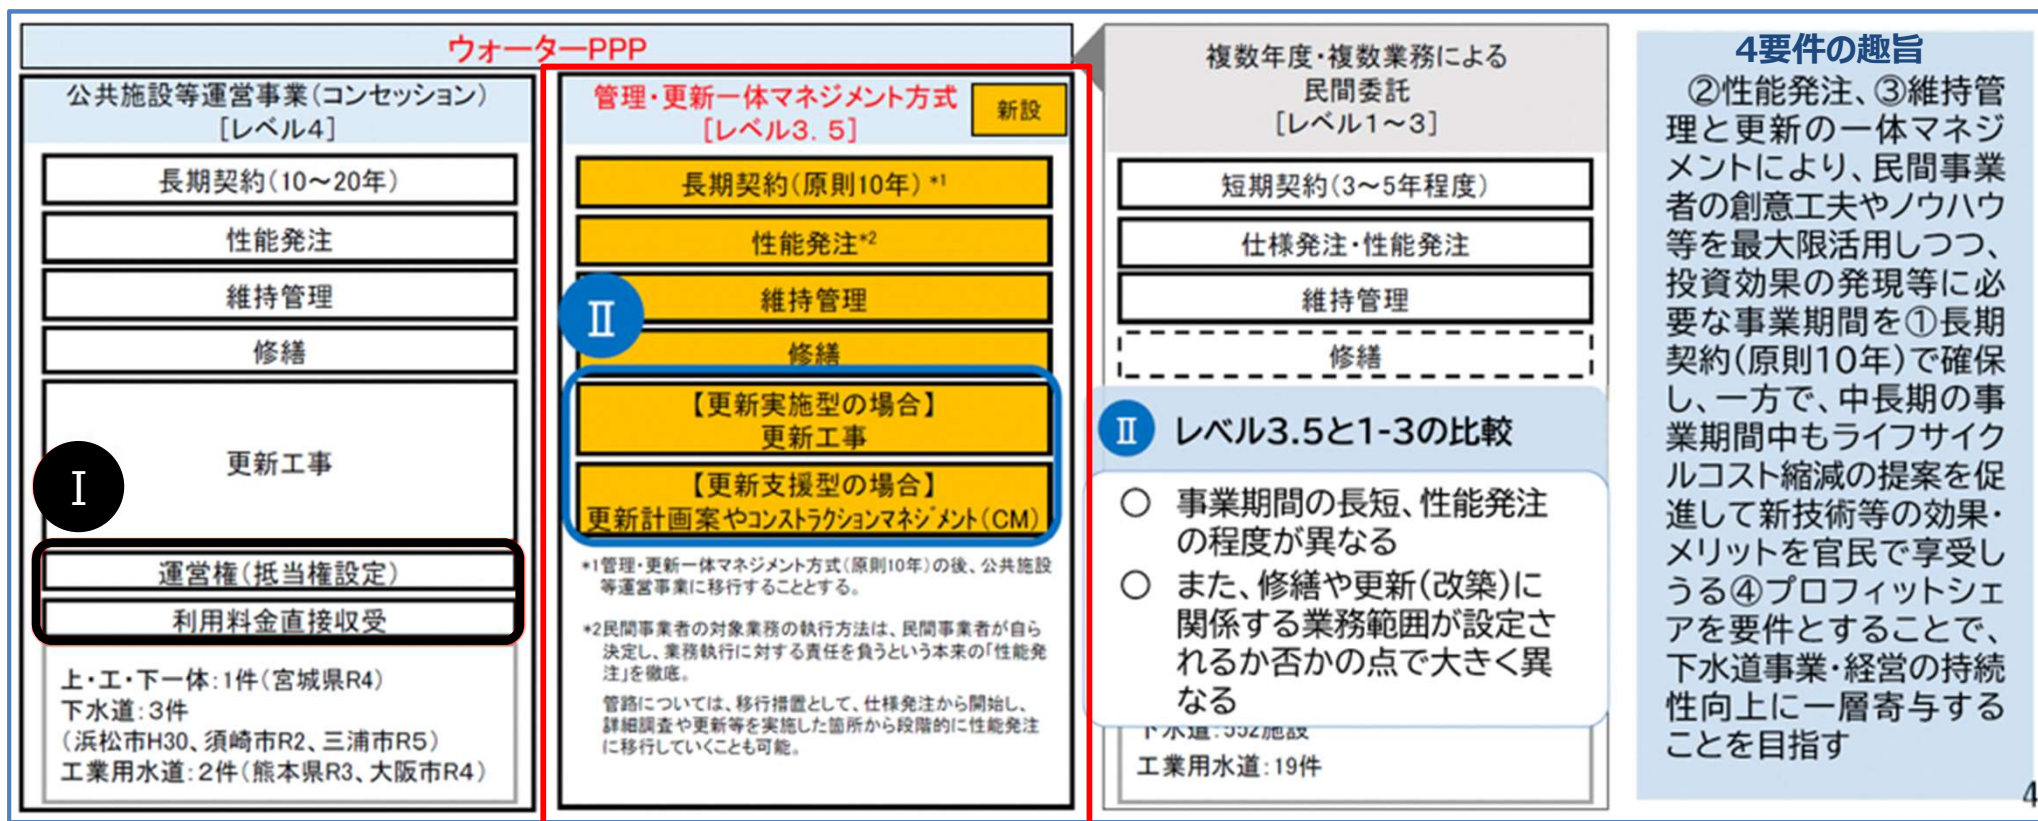 ウォーターPPP
公共施設等運営事業(コンセッション)
[レベル4]
長期契約(10～20年)
性能発注
維持管理
修繕
更新工事
Ⅰ
運営権(抵当権設定)
利用料金直接収受
上・工・下一体:1件(宮城県R4)
下水道:3件
(浜松市H30、須崎市R2、三浦市R5)
工業用水道:2件(熊本県R3、大阪市R4)
管理・更新一体マネジメント方式
[レベル3.5]
新設
長期契約(原則10年)*1
性能発注*2
維持管理
Ⅱ
修繕
【更新実施型の場合】
更新工事
【更新支援型の場合】
更新計画案やコンストラクションマネジメント(CM)
*1管理・更新一体マネジメント方式(原則10年)の後、公共施設
等運営事業に移行することとする。
*2民間事業者の対象業務の執行方法は、民間事業者が自ら
決定し、業務執行に対する責任を負うという本来の「性能発
注」を徹底。
管路については、移行措置として、仕様発注から開始し、
詳細調査や更新等を実施した箇所から段階的に性能発注
に移行していくことも可能。
複数年度・複数業務による
民間委託
[レベル1～3]
短期契約(3～5年程度)
仕様発注・性能発注
維持管理
修繕
Ⅱ レベル3.5と1-3の比較
○ 事業期間の長短、性能発注
の程度が異なる
○ また、修繕や更新(改築)に
関係する業務範囲が設定さ
れるか否かの点で大きく異
なる
下水道:552施設
工業用水道:19件
4要件の趣旨
②性能発注、③維持管
理と更新の一体マネジ
メントにより、民間事業
者の創意工夫やノウハウ
等を最大限活用しつつ、
投資効果の発現等に必
要な事業期間を①長期
契約(原則10年)で確保
し、一方で、中長期の事
業期間中もライフサイク
ルコスト縮減の提案を促
進して新技術等の効果・
メリットを官民で享受し
うる④プロフィットシェ
アを要件とすることで、
下水道事業・経営の持続
性向上に一層寄与する
ことを目指す
4